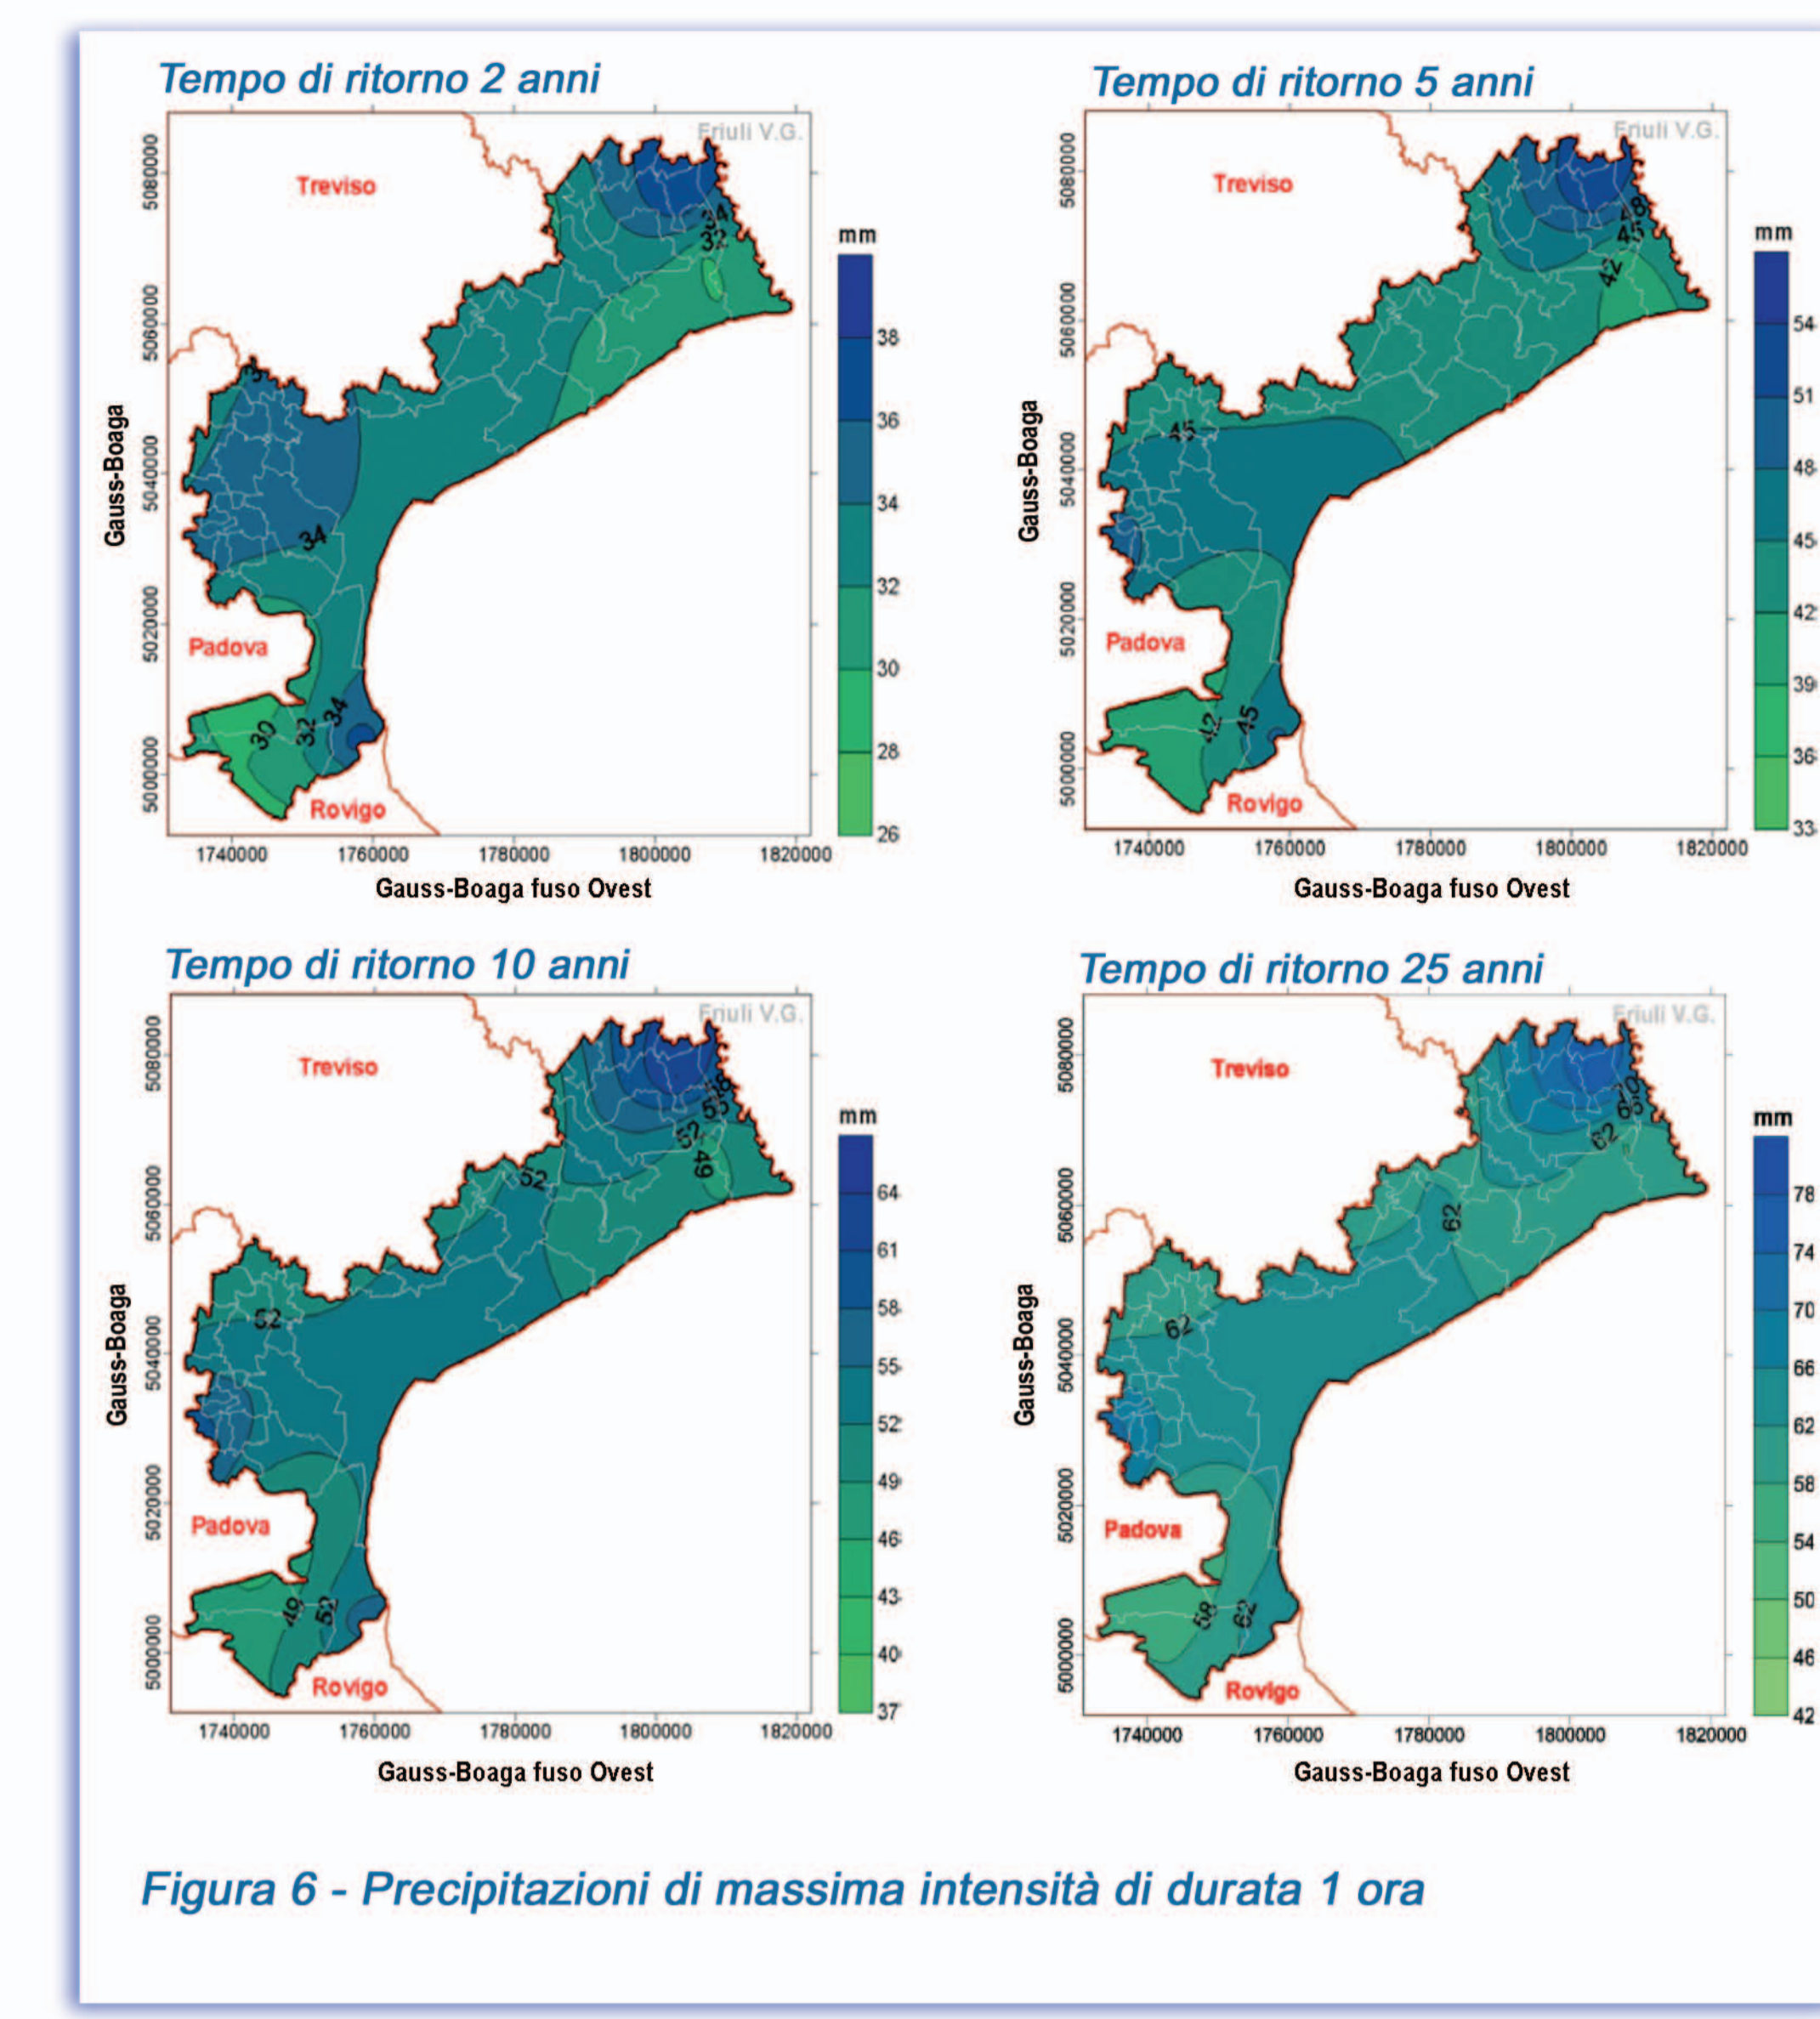 Tempo di ritorno 2 anni
Friuli V.G.
Treviso
Padova
Rovigo
34
32
34
30
32
34
5080000
5060000
5040000
5020000
5000000
Gauss-Boaga
1740000 1760000 1780000 1800000 1820000
Gauss-Boaga fuso Ovest
mm
38
36
34
32
30
28
26
Tempo di ritorno 5 anni
Friuli V.G.
Treviso
Padova
Rovigo
48
45
42
45
42
45
5080000
5060000
5040000
5020000
5000000
Gauss-Boaga
1740000 1760000 1780000 1800000 1820000
Gauss-Boaga fuso Ovest
mm
54
51
48
45
42
39
36
33
Tempo di ritorno 10 anni
Friuli V.G.
Treviso
Padova
Rovigo
58
55
52
49
52
52
49
52
5080000
5060000
5040000
5020000
5000000
Gauss-Boaga
1740000 1760000 1780000 1800000 1820000
Gauss-Boaga fuso Ovest
mm
64
61
58
55
52
49
46
43
40
37
Tempo di ritorno 25 anni
Friuli V.G.
Treviso
Padova
Rovigo
70
66
62
62
62
58
62
5080000
5060000
5040000
5020000
5000000
Gauss-Boaga
1740000 1760000 1780000 1800000 1820000
Gauss-Boaga fuso Ovest
mm
78
74
70
66
62
58
54
50
46
42
Figura 6 - Precipitazioni di massima intensità di durata 1 ora